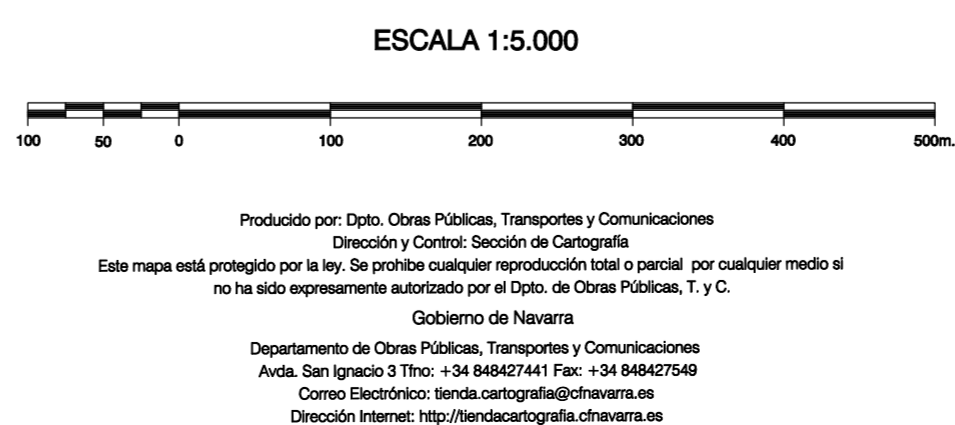 ESCALA 1:5.000
100 50 0 100 200 300 400 500m.
Producido por: Dpto. Obras Públicas, Transportes y Comunicaciones
Dirección y Control: Sección de Cartografía
Este mapa está protegido por la ley. Se prohibe cualquier reproducción total o parcial por cualquier medio si
no ha sido expresamente autorizado por el Dpto. de Obras Públicas, T. y C.
Gobierno de Navarra
Departamento de Obras Públicas, Transportes y Comunicaciones
Avda. San Ignacio 3 Tfno: +34 848427441 Fax: +34 848427549
Correo Electrónico: tienda.cartografia@cfnavarra.es
Dirección Internet: http://tiendacartografia.cfnavarra.es